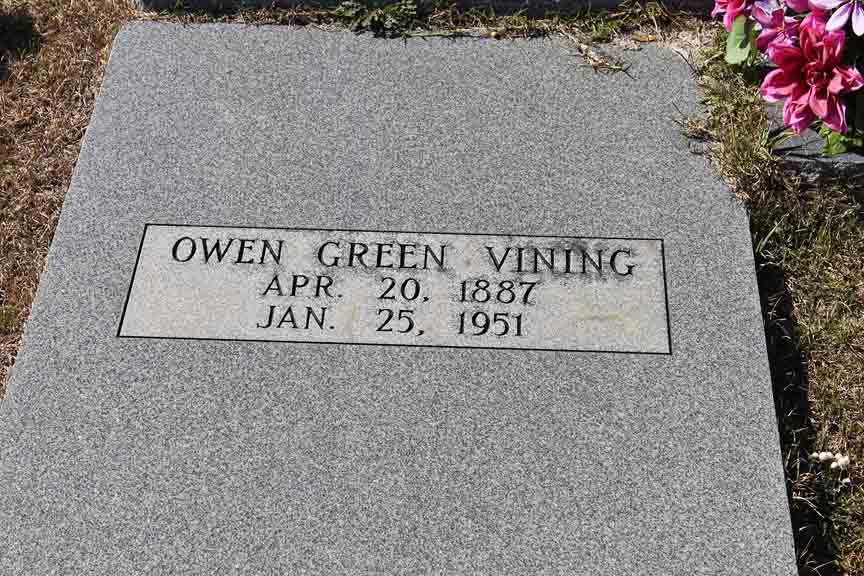 OWEN GREEN VINING
APR. 20, 1887
JAN. 25, 1951